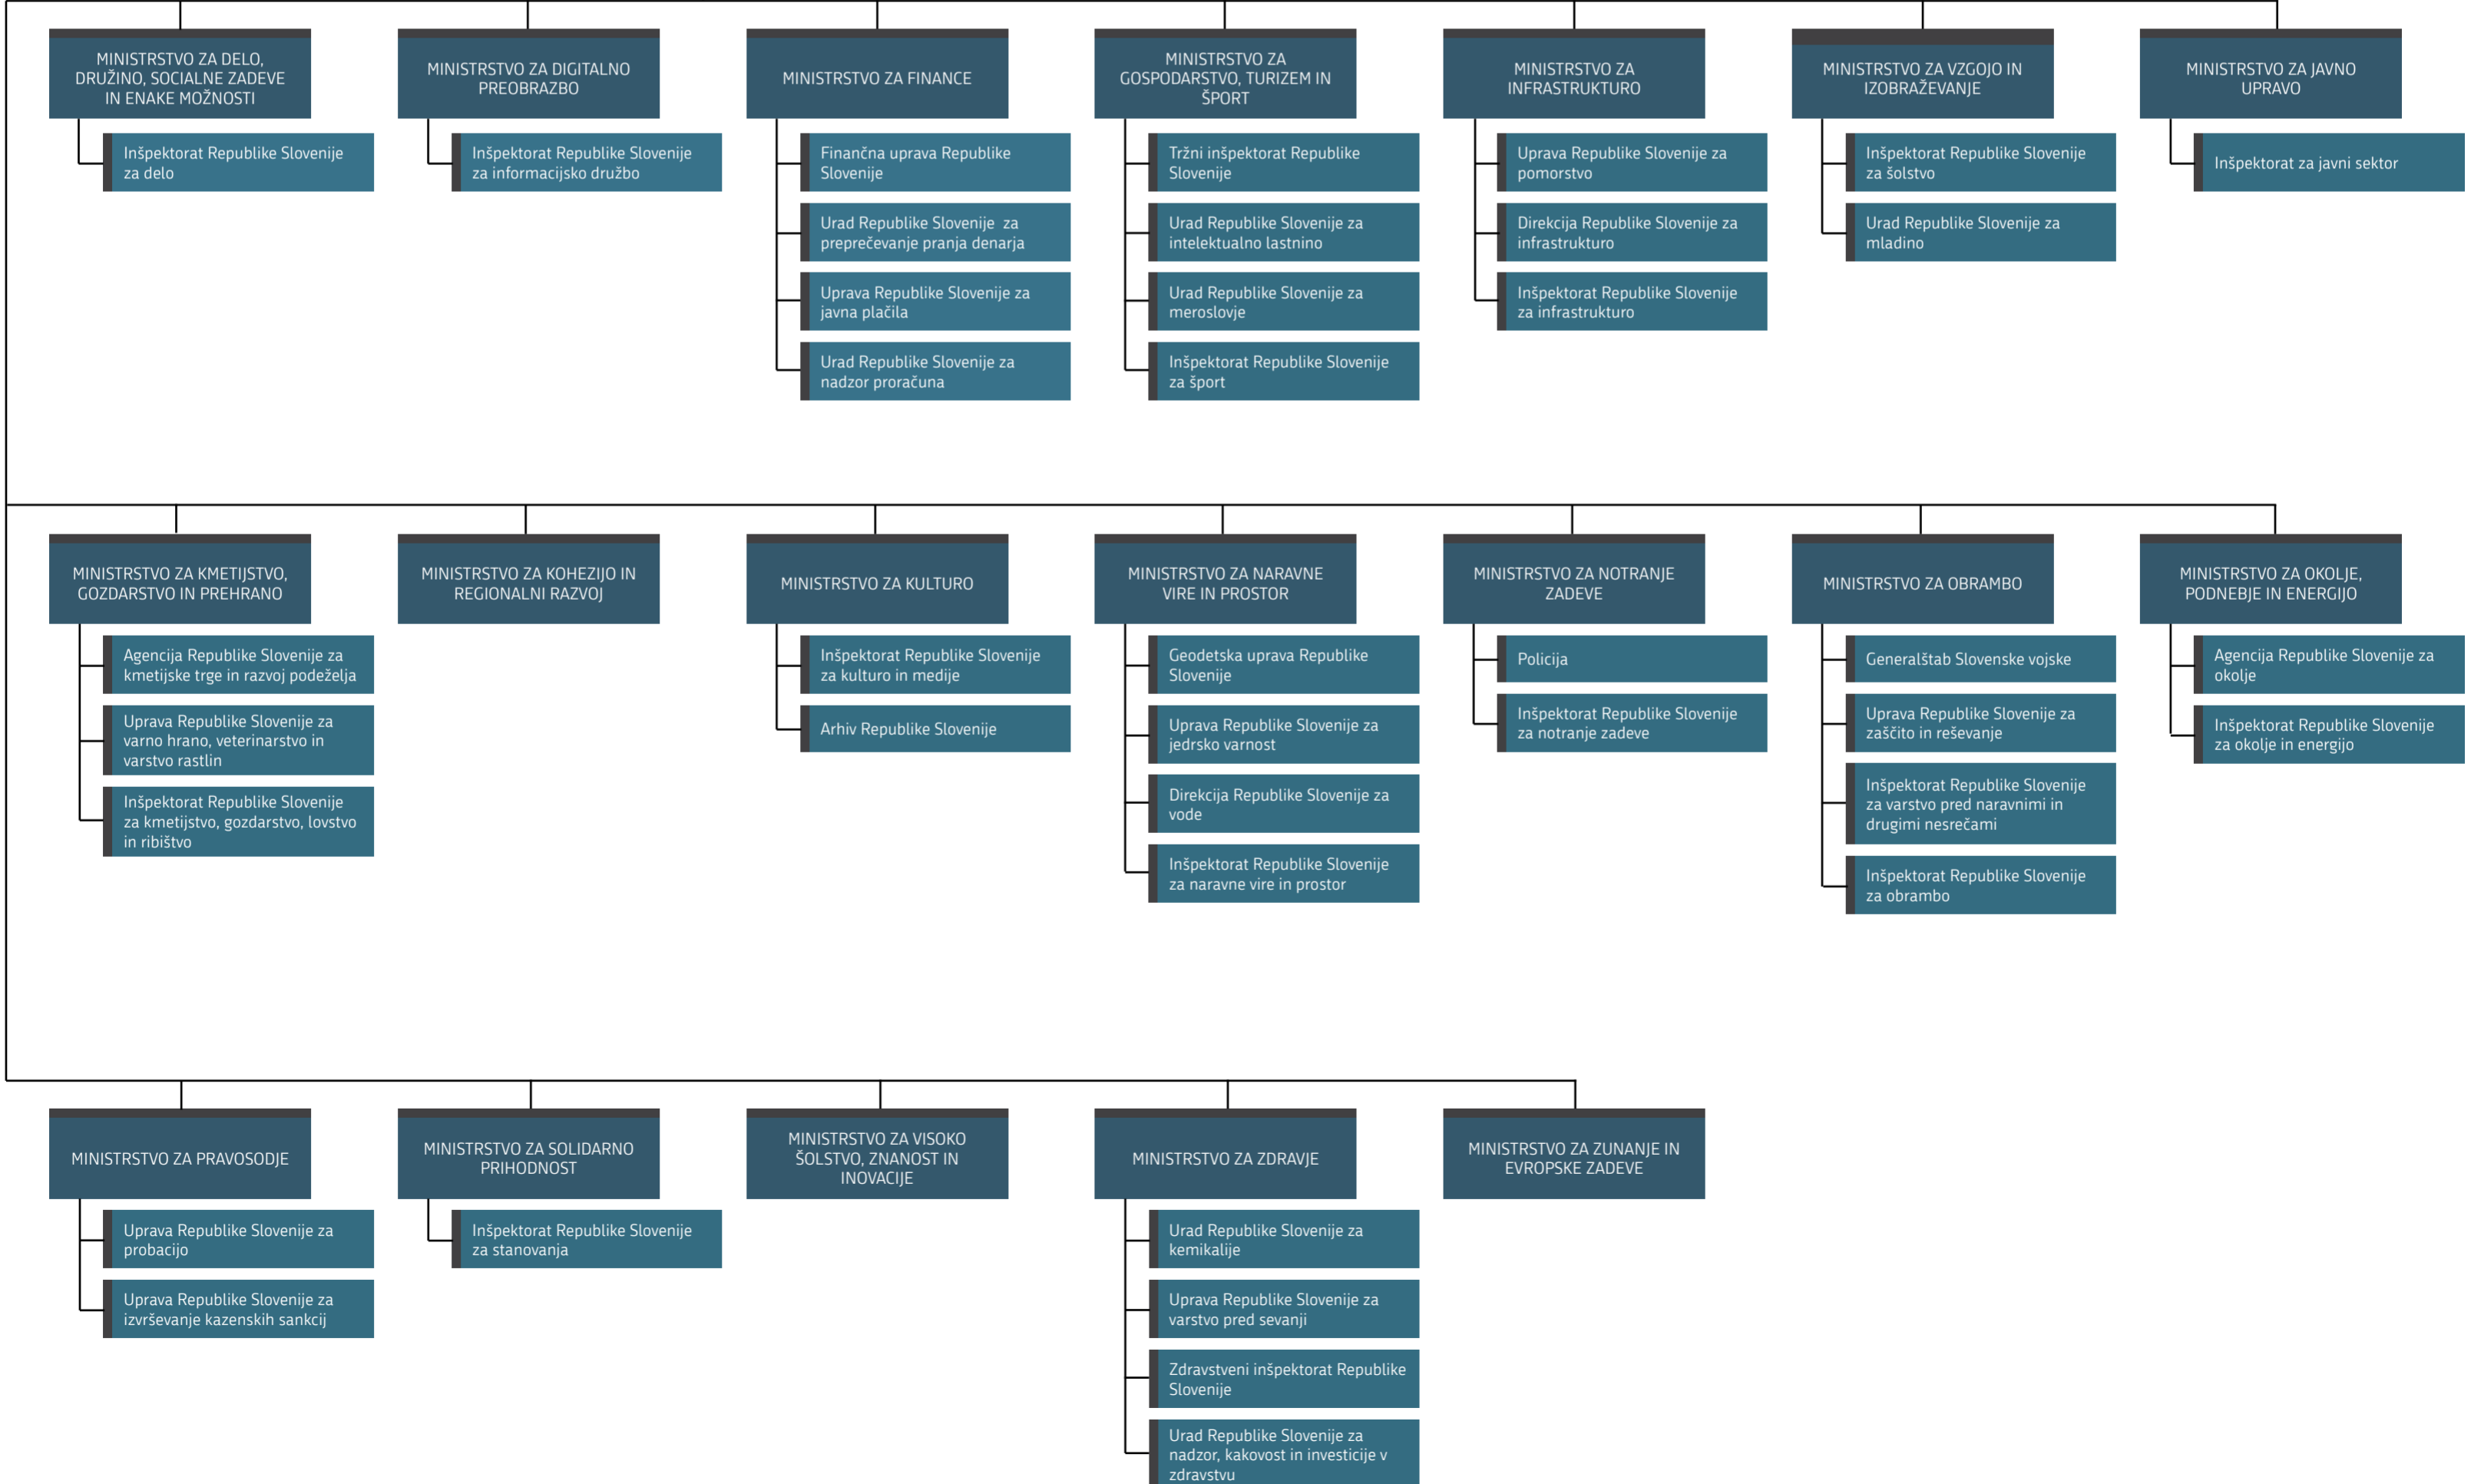 MINISTRSTVO ZA DELO,
DRUŽINO, SOCIALNE ZADEVE
IN ENAKE MOŽNOSTI
Inšpektorat Republike Slovenije
za delo
MINISTRSTVO ZA DIGITALNO
PREOBRAZBO
Inšpektorat Republike Slovenije
za informacijsko družbo
MINISTRSTVO ZA FINANCE
Finančna uprava Republike
Slovenije
Urad Republike Slovenije  za
preprečevanje pranja denarja
Uprava Republike Slovenije za
javna plačila
Urad Republike Slovenije za
nadzor proračuna
MINISTRSTVO ZA
GOSPODARSTVO, TURIZEM IN
ŠPORT
Tržni inšpektorat Republike
Slovenije
Urad Republike Slovenije za
intelektualno lastnino
Urad Republike Slovenije za
meroslovje
Inšpektorat Republike Slovenije
za šport
MINISTRSTVO ZA
INFRASTRUKTURO
Uprava Republike Slovenije za
pomorstvo
Direkcija Republike Slovenije za
infrastrukturo
Inšpektorat Republike Slovenije
za infrastrukturo
MINISTRSTVO ZA VZGOJO IN
IZOBRAŽEVANJE
Inšpektorat Republike Slovenije
za šolstvo
Urad Republike Slovenije za
mladino
MINISTRSTVO ZA JAVNO
UPRAVO
Inšpektorat za javni sektor
MINISTRSTVO ZA KMETIJSTVO,
GOZDARSTVO IN PREHRANO
Agencija Republike Slovenije za
kmetijske trge in razvoj podeželja
Uprava Republike Slovenije za
varno hrano, veterinarstvo in
varstvo rastlin
Inšpektorat Republike Slovenije
za kmetijstvo, gozdarstvo, lovstvo
in ribištvo
MINISTRSTVO ZA KOHEZIJO IN
REGIONALNI RAZVOJ
MINISTRSTVO ZA KULTURO
Inšpektorat Republike Slovenije
za kulturo in medije
Arhiv Republike Slovenije
MINISTRSTVO ZA NARAVNE
VIRE IN PROSTOR
Geodetska uprava Republike
Slovenije
Uprava Republike Slovenije za
jedrsko varnost
Direkcija Republike Slovenije za
vode
Inšpektorat Republike Slovenije
za naravne vire in prostor
MINISTRSTVO ZA NOTRANJE
ZADEVE
Policija
Inšpektorat Republike Slovenije
za notranje zadeve
MINISTRSTVO ZA OBRAMBO
Generalštab Slovenske vojske
Uprava Republike Slovenije za
zaščito in reševanje
Inšpektorat Republike Slovenije
za varstvo pred naravnimi in
drugimi nesrečami
Inšpektorat Republike Slovenije
za obrambo
MINISTRSTVO ZA OKOLJE,
PODNEBJE IN ENERGIJO
Agencija Republike Slovenije za
okolje
Inšpektorat Republike Slovenije
za okolje in energijo
MINISTRSTVO ZA PRAVOSODJE
Uprava Republike Slovenije za
probacijo
Uprava Republike Slovenije za
izvrševanje kazenskih sankcij
MINISTRSTVO ZA SOLIDARNO
PRIHODNOST
Inšpektorat Republike Slovenije
za stanovanja
MINISTRSTVO ZA VISOKO
ŠOLSTVO, ZNANOST IN
INOVACIJE
MINISTRSTVO ZA ZDRAVJE
Urad Republike Slovenije za
kemikalije
Uprava Republike Slovenije za
varstvo pred sevanji
Zdravstveni inšpektorat Republike
Slovenije
Urad Republike Slovenije za
nadzor, kakovost in investicije v
zdravstvu
MINISTRSTVO ZA ZUNANJE IN
EVROPSKE ZADEVE